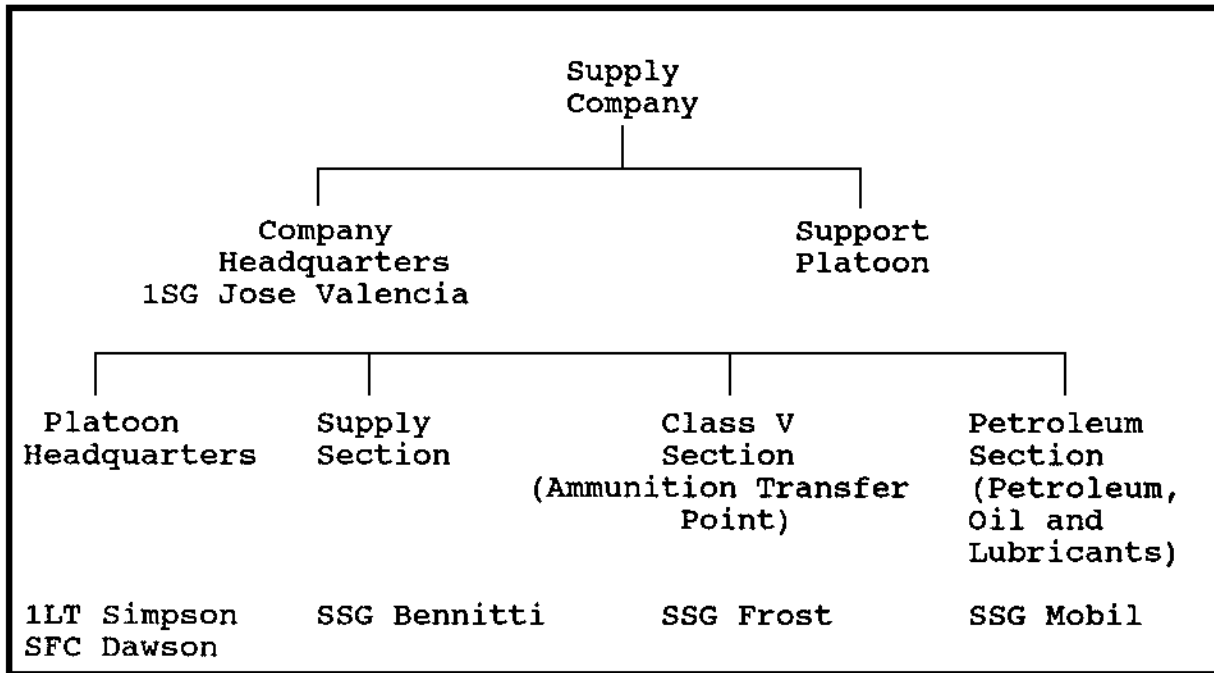 Supply
Company
Company
Headquarters
1SG Jose Valencia
Support
Platoon
Platoon
Headquarters
Supply
Section
Class V
Section
(Ammunition Transfer
Point)
Petroleum
Section
(Petroleum,
Oil and
Lubricants)
1LT Simpson
SFC Dawson
SSG Bennitti
SSG Frost
SSG Mobil